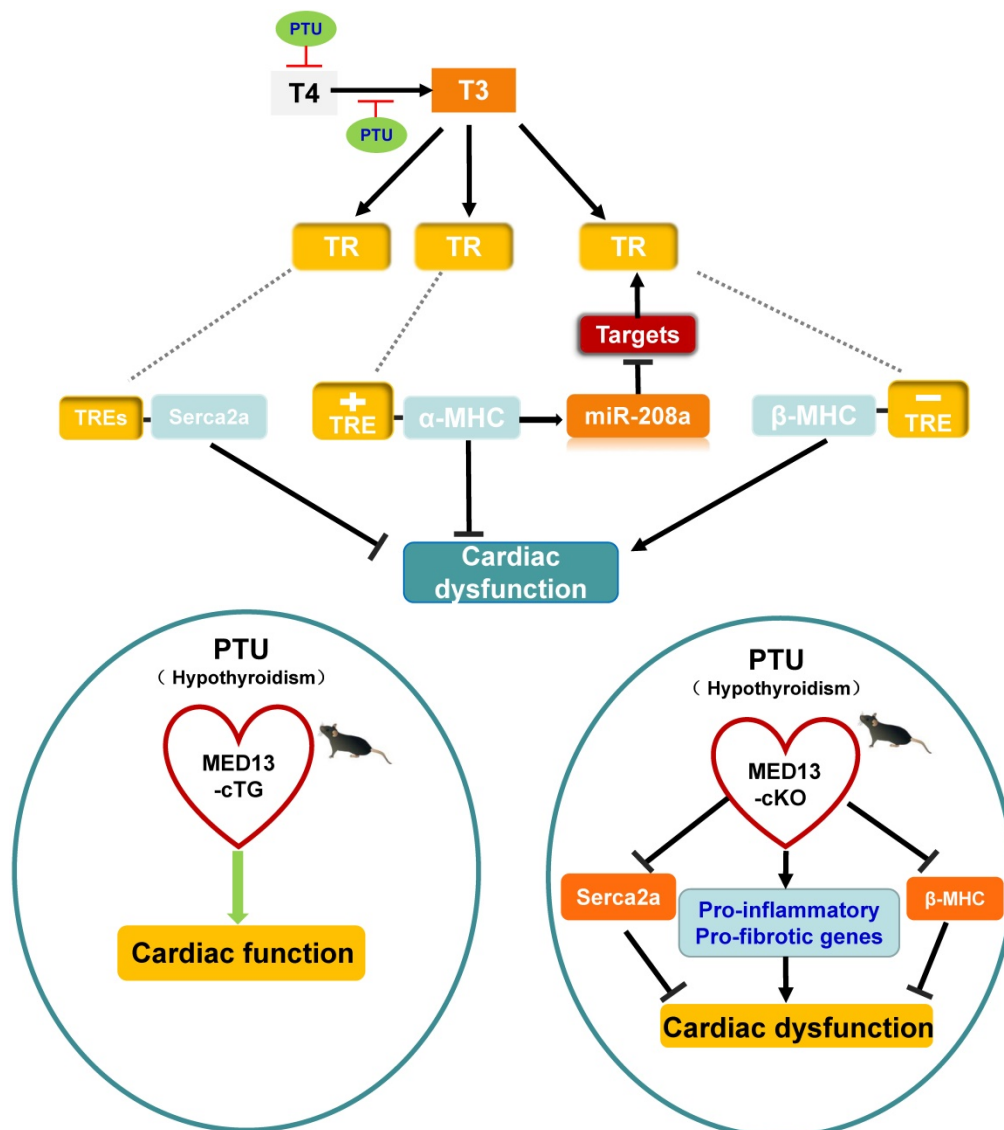 PTU
T4
T3
PTU
TR
TR
TR
Targets
TREs
Serca2a
+
TRE
α-MHC
miR-208a
β-MHC
−
TRE
Cardiac
dysfunction
PTU
（ Hypothyroidism）
MED13
-cTG
Cardiac function
PTU
（ Hypothyroidism）
MED13
-cKO
Serca2a
Pro-inflammatory
Pro-fibrotic genes
β-MHC
Cardiac dysfunction